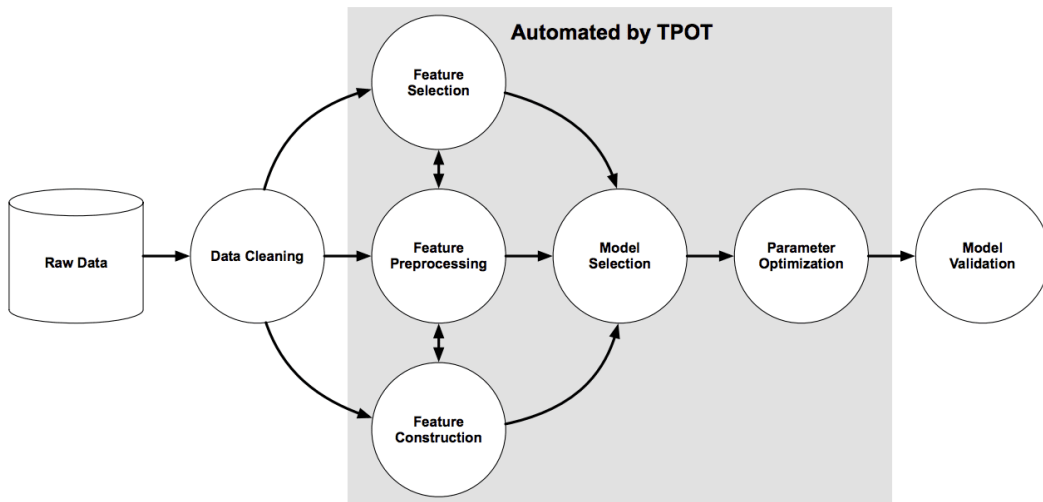 Automated by TPOT
Feature
Selection
Raw Data
Data Cleaning
Feature
Preprocessing
Model
Selection
Parameter
Optimization
Model
Validation
Feature
Construction